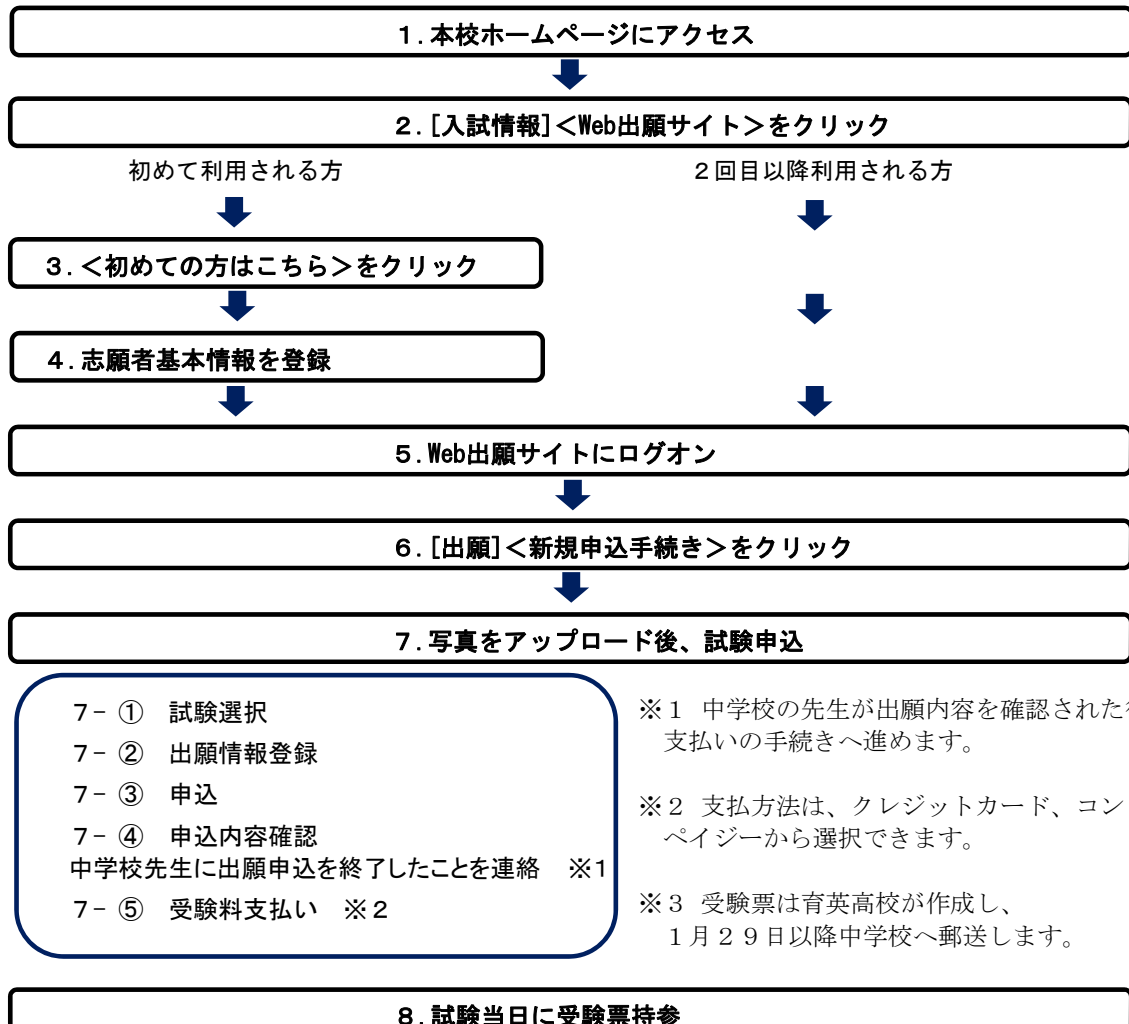 １.本校ホームページにアクセス
２.[入試情]＜Web出願サイト＞をクリック
初めて利用される方
２回目以降利用される方
３.＜初めての方はこちら＞をクリック
４.志願者基本情報を登録
５.Web出願サイトにログオン
６.[出願]＜新規申込手続き＞をクリック
７.写真をアップロード後、試験申込
７- ① 試験選択
７- ② 出願情報登録
７- ③ 申込
７- ④ 申込内容確認
中学校先生に出願申込を終了したことを連絡 ※1
７- ⑤ 受験料支払い ※２
※１ 中学校の先生が出願内容を確認された
支払いの手続きへ進めます。
※２ 支払方法は、クレジットカード、コン
ペイジーから選択できます。
※３ 受験票は育英高校が作成し、
１月２９日以降中学校へ郵送します。
８.試験当日に受験票持参